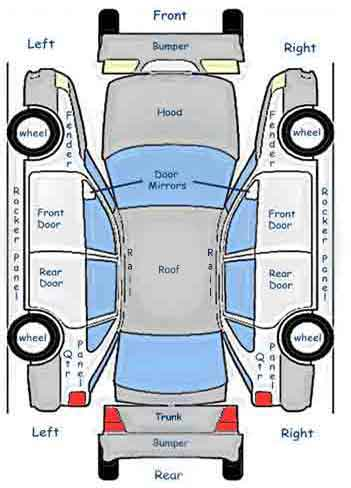 Front
Left
Bumper
Right
Fender
Hood
Fender
wheel
wheel
Door
Mirrors
Rocker Panel
Front
Door
Front
Door
Rocker Panel
Rail
Roof
Rail
Rear
Door
Rear
Door
wheel
wheel
Qtr Panel
Qtr Panel
Left
Trunk
Right
Bumper
Rear